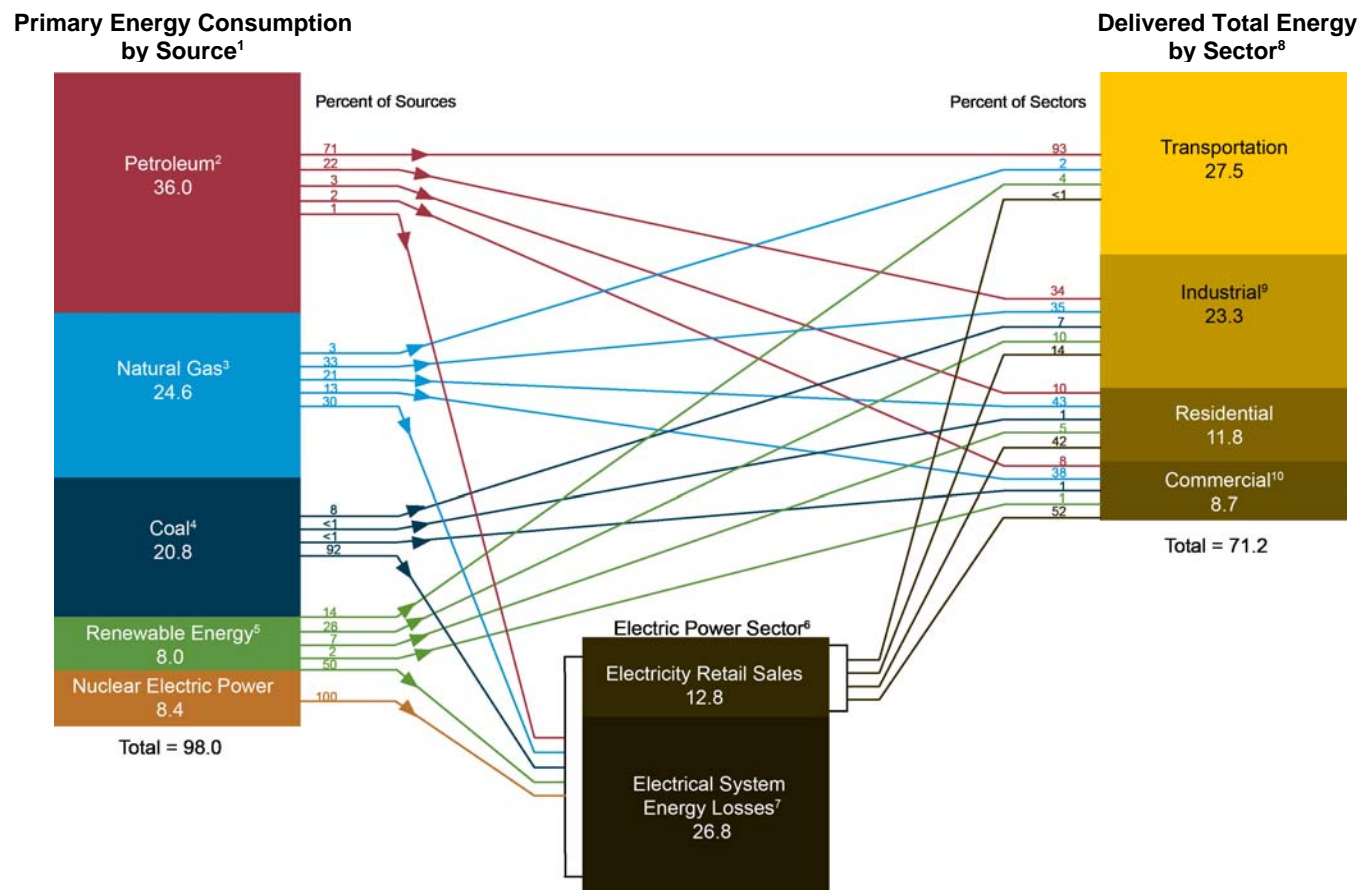 Primary Energy Consumption
by Source¹
Delivered Total Energy
by Sector⁸
Percent of Sources
Percent of Sectors
Petroleum²
36.0
71
22
3
2
1
Natural Gas³
24.6
3
33
21
13
30
Coal⁴
20.8
8
<1
<1
92
Renewable Energy⁵
8.0
14
28
7
2
50
Nuclear Electric Power
8.4
100
Total = 98.0
Electric Power Sector⁶
Electricity Retail Sales
12.8
Electrical System
Energy Losses⁷
26.8
93
2
4
<1
Transportation
27.5
34
35
7
10
14
Industrial⁹
23.3
10
43
1
5
42
Residential
11.8
8
38
1
1
52
Commercial¹⁰
8.7
Total = 71.2